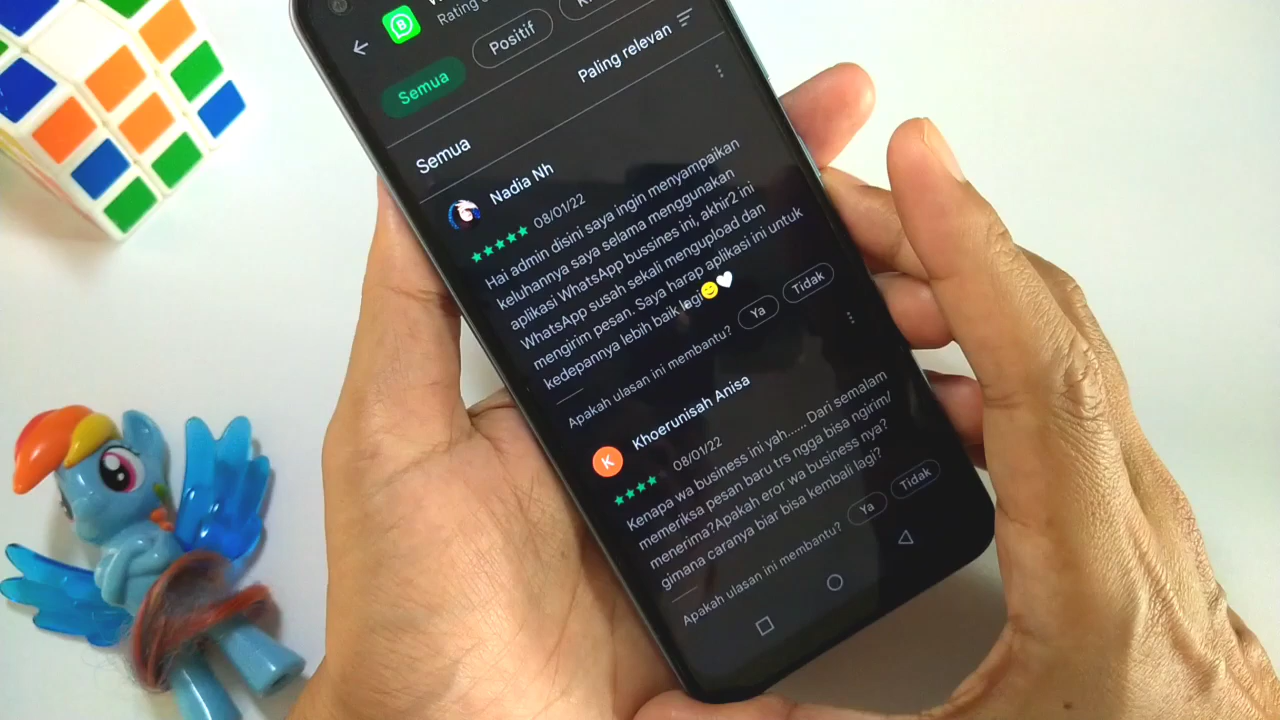 Rating
Semua
Positif
Paling relevan
Semua
Nadia Nh
08/01/22
Hai admin disini saya ingin menyampaikan
keluhannya saya selama menggunakan
aplikasi WhatsApp bussines ini, akhir2 ini
WhatsApp susah sekali mengupload dan
mengirim pesan. Saya harap aplikasi ini untuk
kedepannya lebih baik lagi😊🤍
Apakah ulasan ini membantu?
Ya
Tidak
K
Khoerunisah Anisa
08/01/22
Kenapa wa business ini yah...... Dari semalam
memeriksa pesan baru trs ngga bisa ngirim/
menerima?Apakah eror wa business nya?
gimana caranya biar bisa kembali lagi?
Apakah ulasan ini membantu?
Ya
Tidak